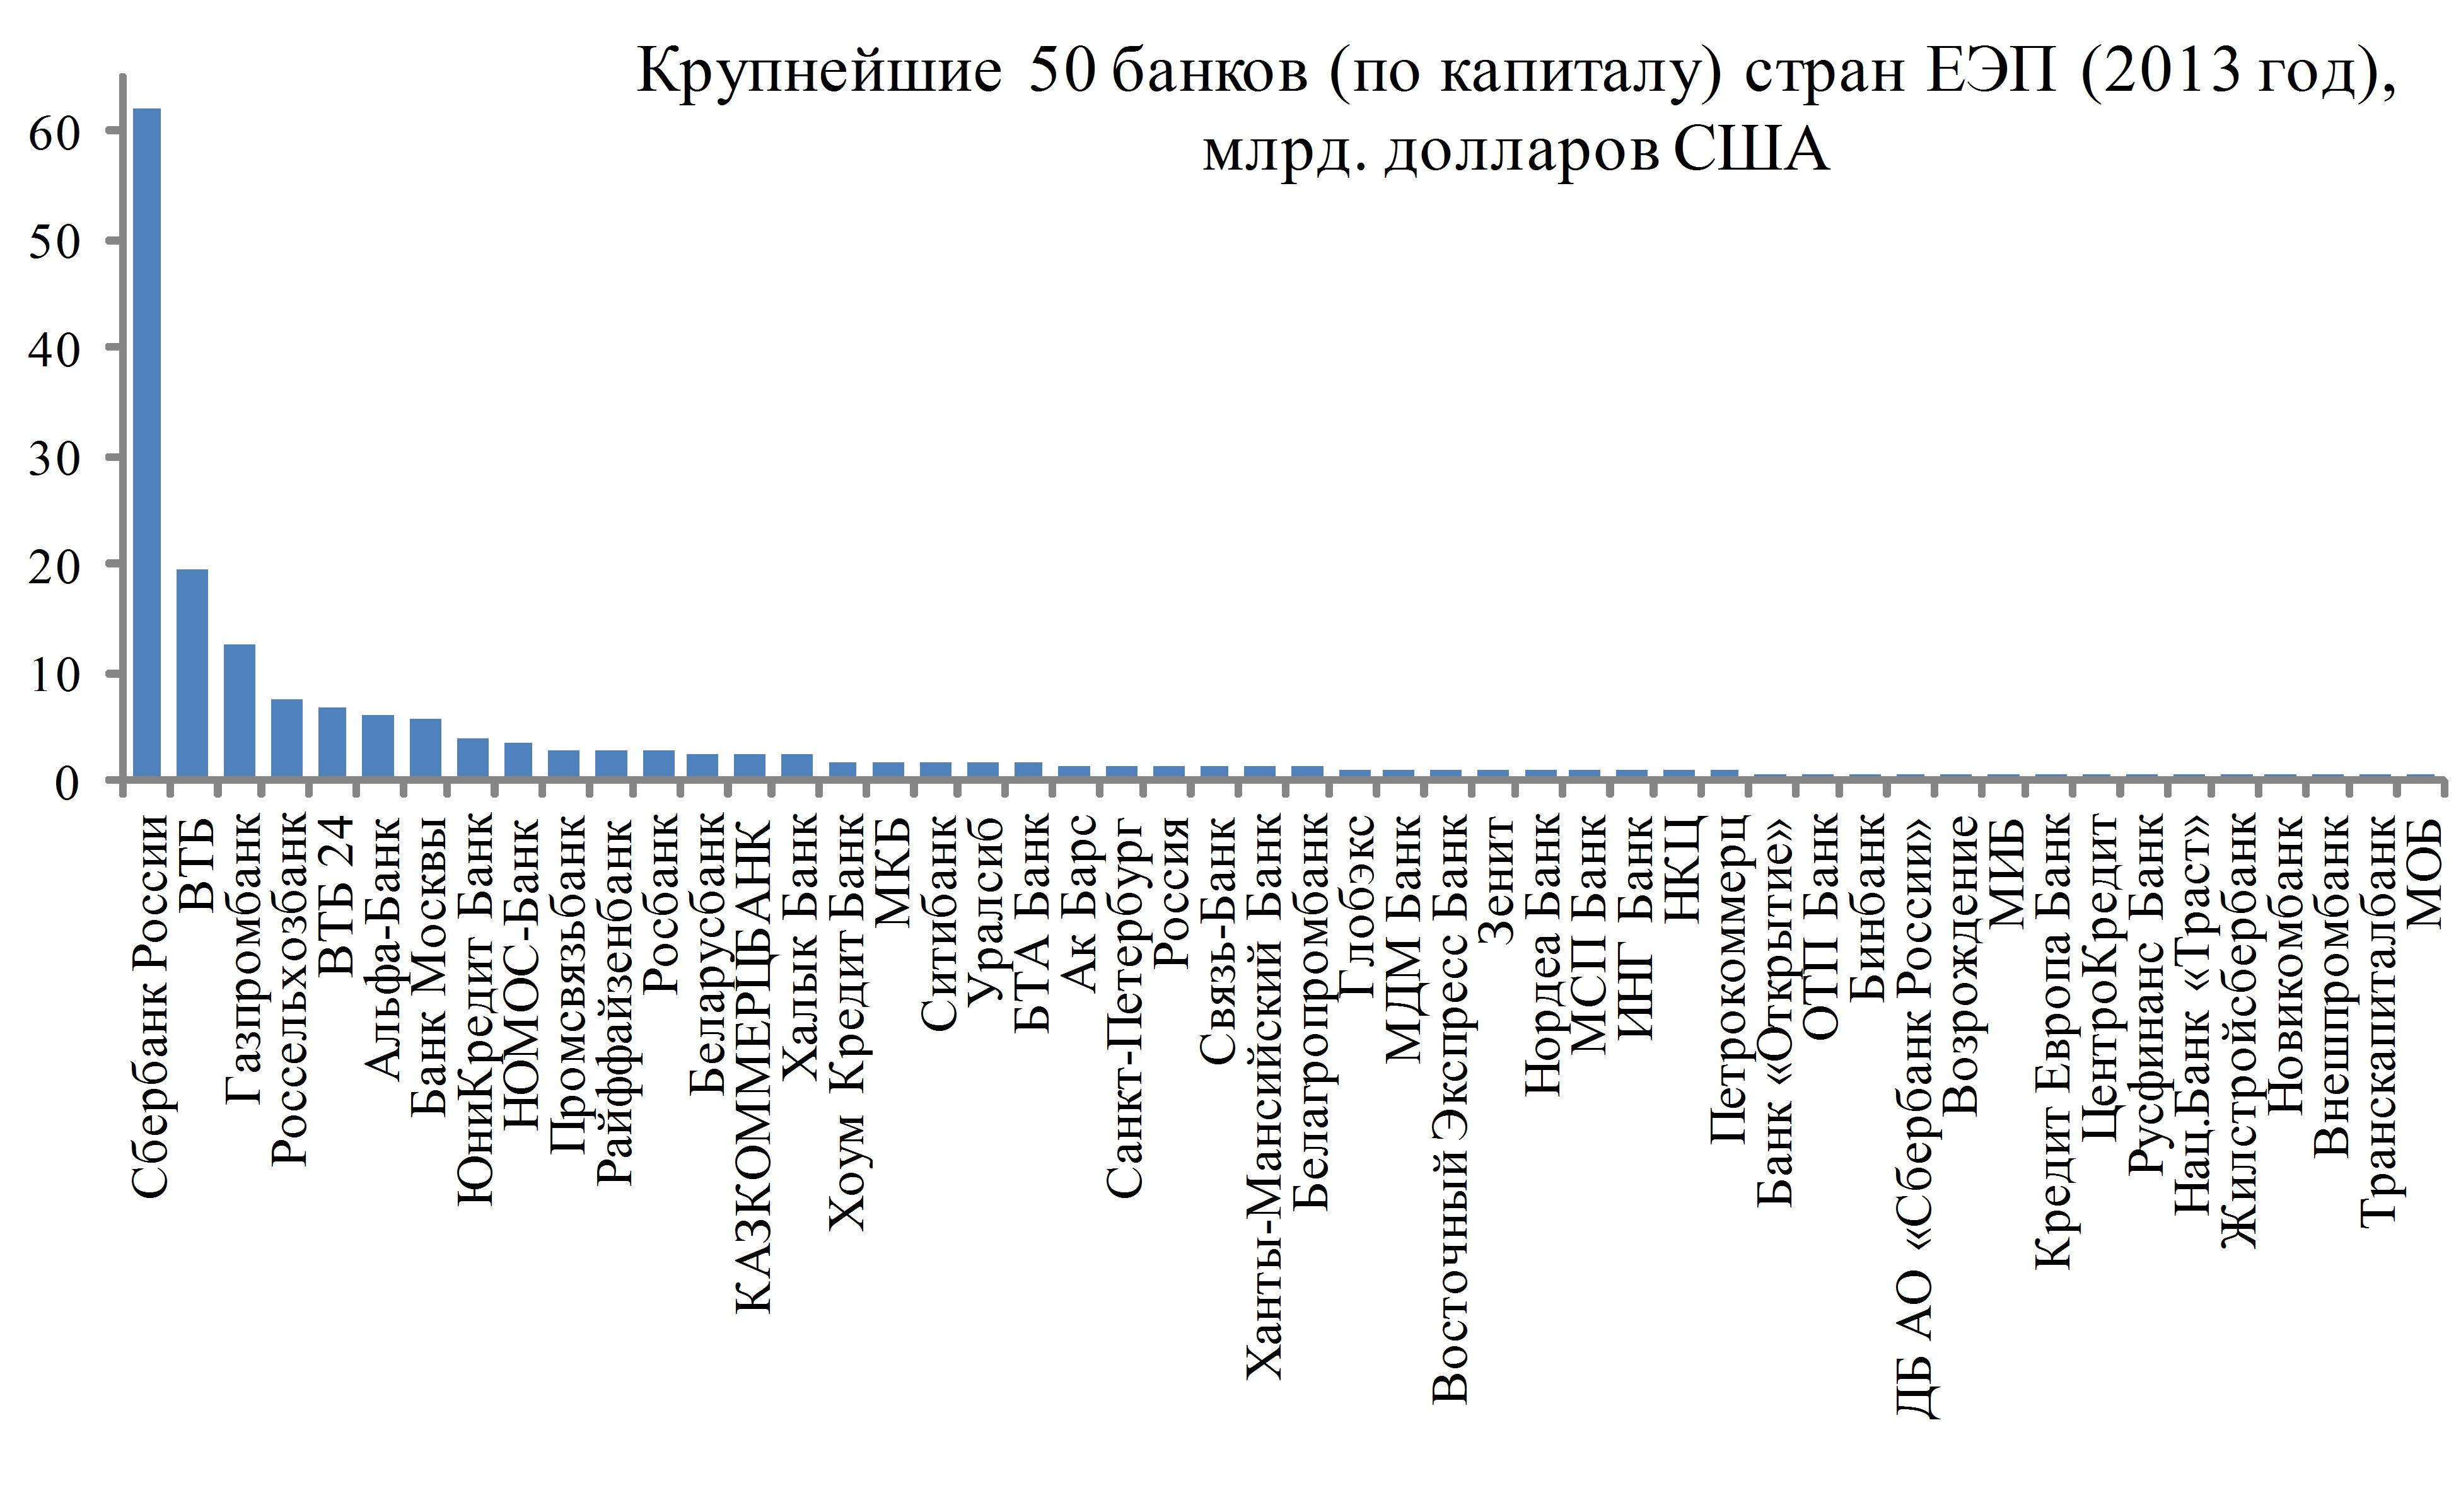 Крупнейшие 50 банков (по капиталу) стран ЕЭП (2013 год),
млрд. долларов США
60
50
40
30
20
10
0
Сбербанк России
ВТБ
Газпромбанк
Россельхозбанк
ВТБ 24
Альфа-Банк
Банк Москвы
ЮниКредит Банк
НОМОС-Банк
Промсвязьбанк
Райффайзенбанк
Росбанк
Беларусбанк
КАЗКОММЕРЦБАНК
Халык Банк
Хоум Кредит Банк
МКБ
Ситибанк
Уралсиб
БТА Банк
Ак Барс
Санкт-Петербург
Россия
Связь-Банк
Ханты-Мансийский Банк
Белагропромбанк
Глобэкс
МДМ Банк
Восточный Экспресс Банк
Зенит
Нордеа Банк
МСП Банк
ИНГ Банк
НКЦ
Петрокоммерц
Банк «Открытие»
ОТП Банк
Бинбанк
ДБ АО «Сбербанк России»
Возрождение
МИБ
Кредит Европа Банк
ЦентроКредит
Русфинанс Банк
Нац.Банк «Траст»
Жилстройсбербанк
Новикомбанк
Внешпромбанк
Транскапиталбанк
МОБ